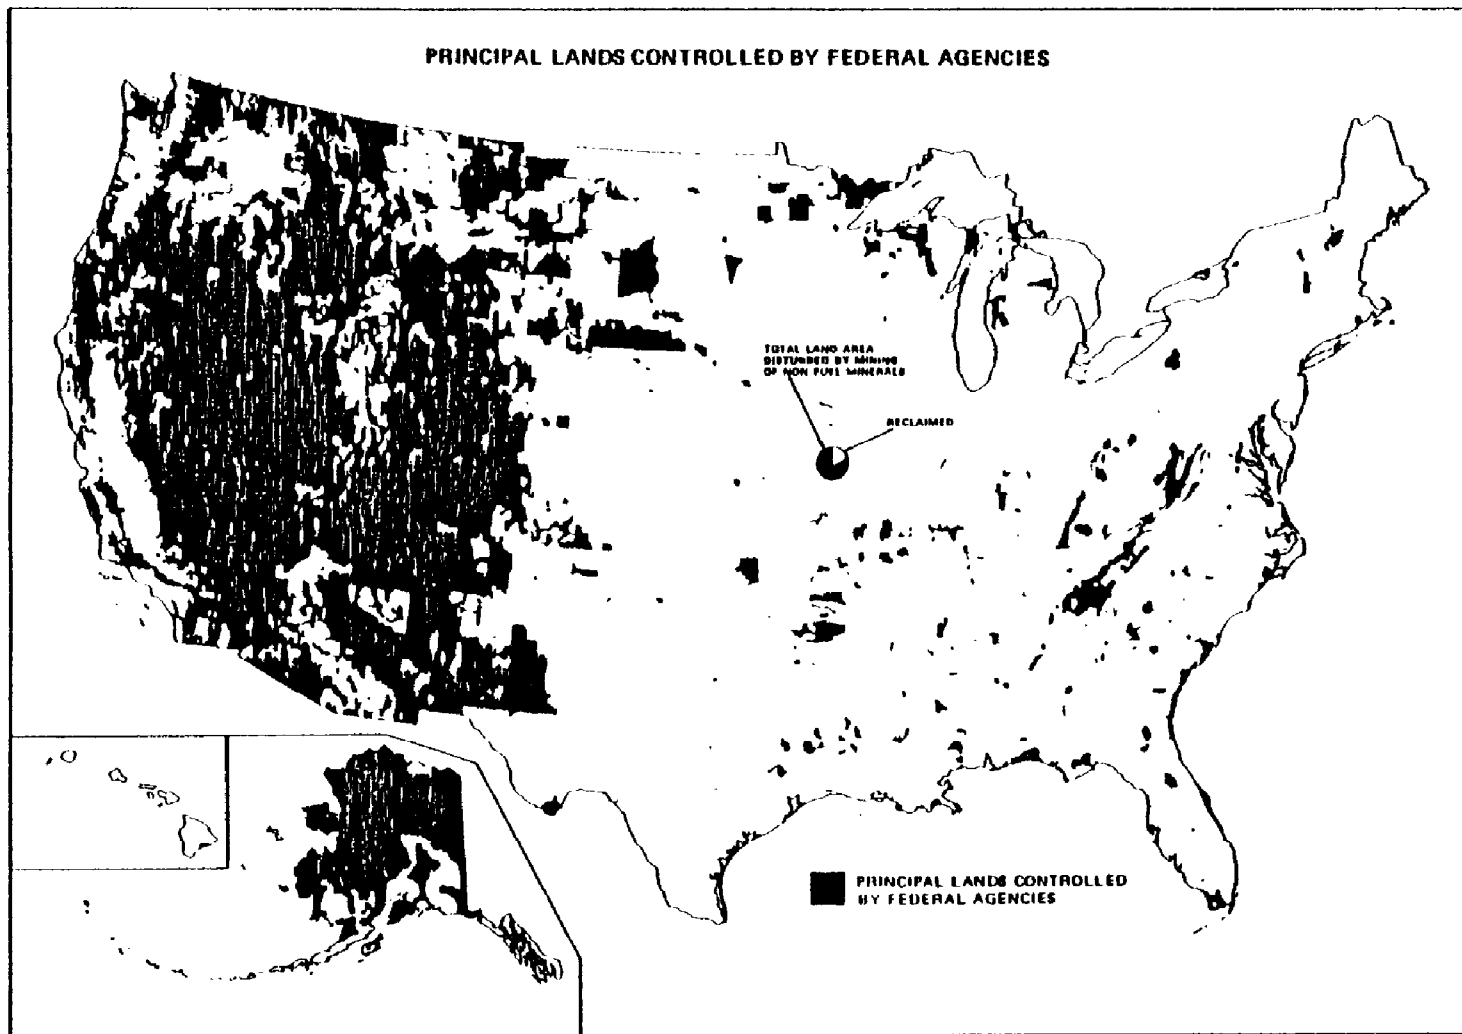 PRINCIPAL LANDS CONTROLLED BY FEDERAL AGENCIES
TOTAL LAND AREA
DISTURBED BY MINING
OF NON FUEL MINERALS
RECLAIMED
PRINCIPAL LANDS CONTROLLED
BY FEDERAL AGENCIES